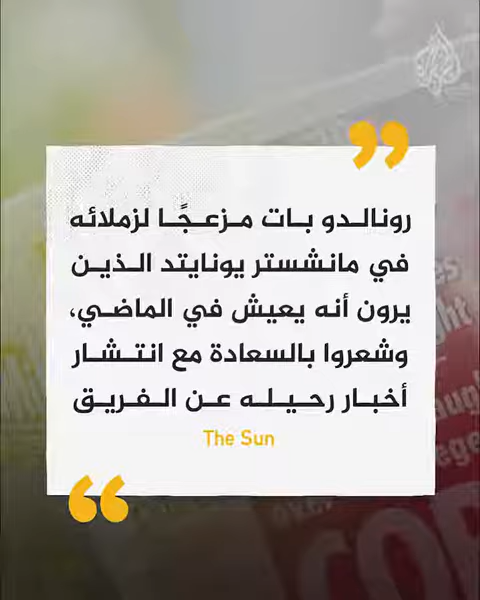 رونالدو بات مزعجًا لزملائه
في مانشستر يونايتد الذين
يرون أنه يعيش في الماضي،
وشعروا بالسعادة مع انتشار
أخبار رحيله عن الفريق
The Sun